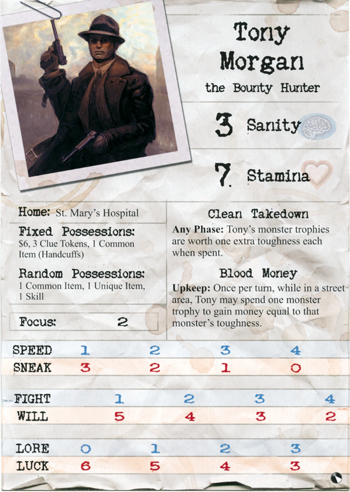 Tony
Morgan
the Bounty Hunter
3 Sanity
7 Stamina
Home: St. Mary's Hospital
Fixed Possessions:
$6, 3 Clue Tokens, 1 Common
Item (Handcuffs)
Random Possessions:
1 Common Item, 1 Unique Item,
1 Skill
Focus: 2
Clean Takedown
Any Phase: Tony's monster trophies
are worth one extra toughness each
when spent.
Blood Money
Upkeep: Once per turn, while in a street
area, Tony may spend one monster
trophy to gain money equal to that
monster's toughness.
SPEED 1 2 3 4
SNEAK 3 2 1 0
FIGHT 1 2 3 4
WILL 5 4 3 2
LORE 0 1 2 3
LUCK 6 5 4 3